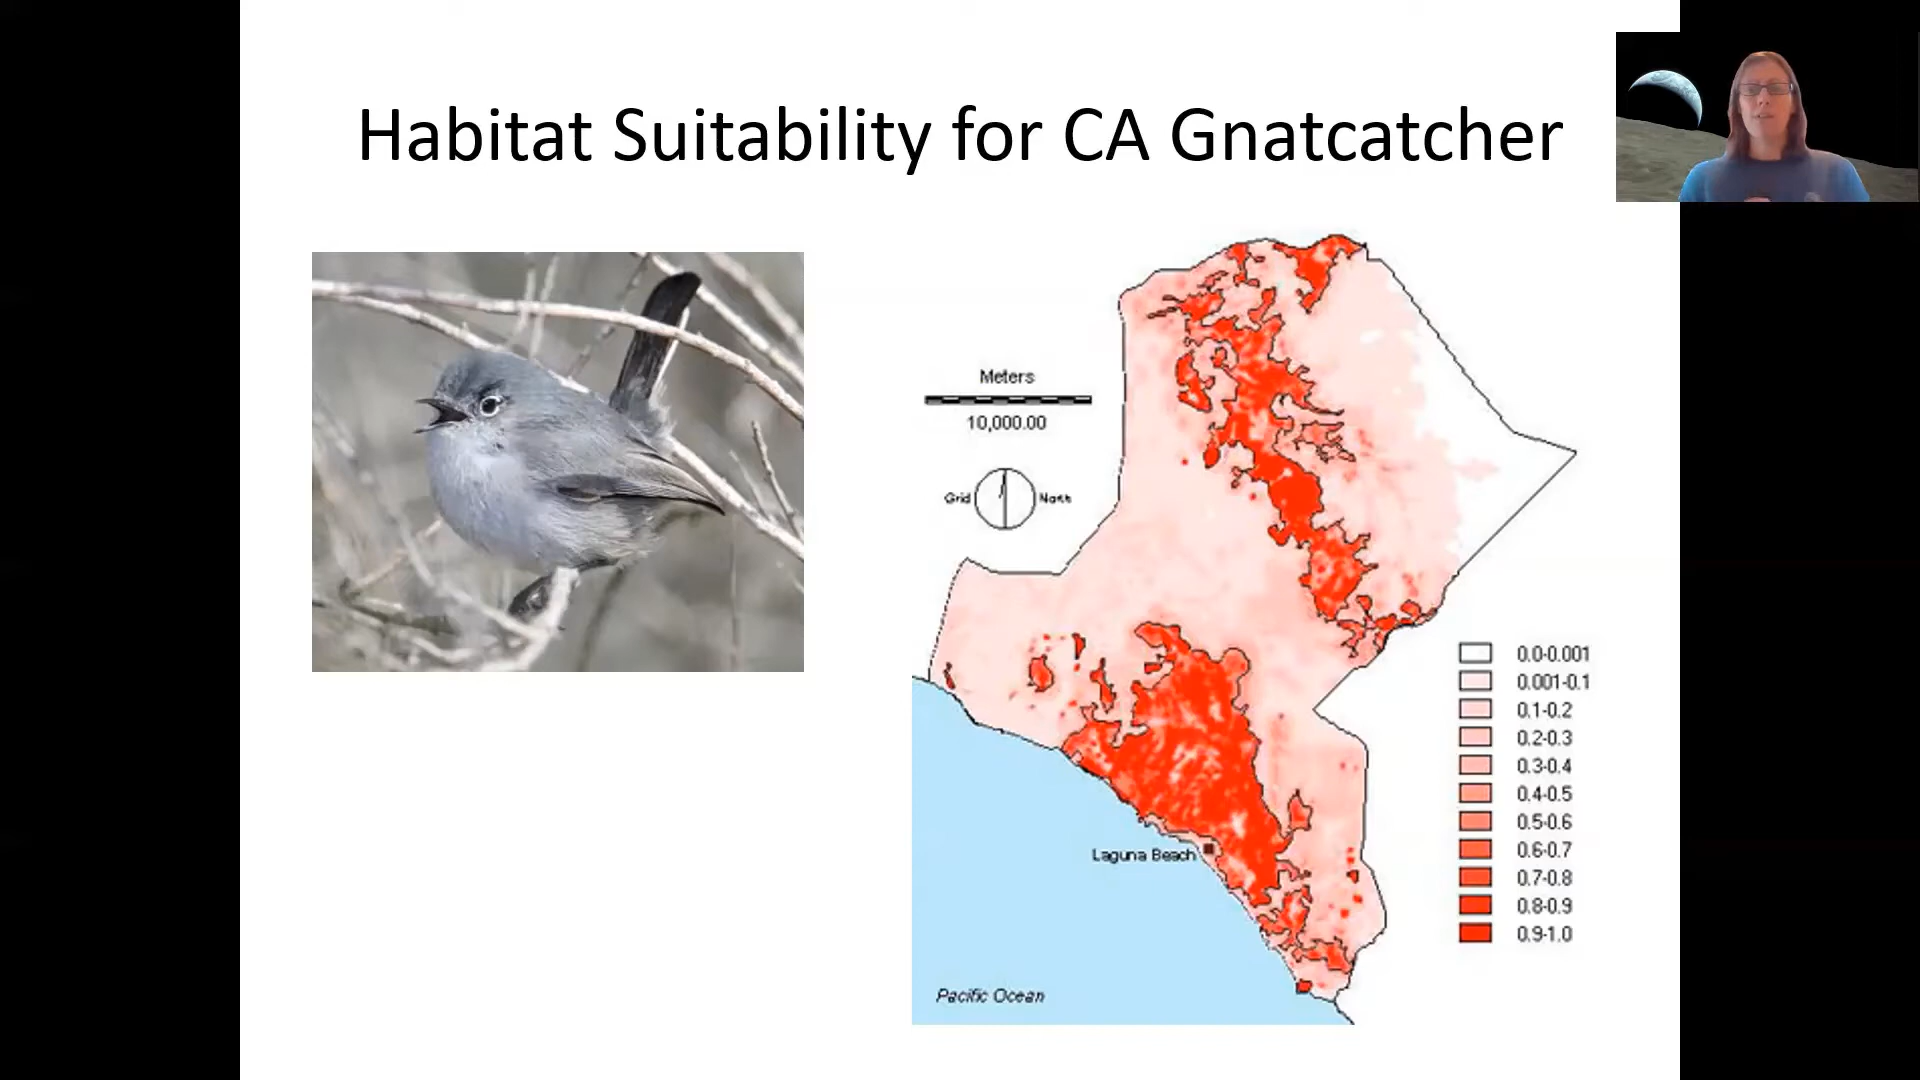 Habitat Suitability for CA Gnatcatcher
Meters
10,000.00
Grid North
Laguna Beach
Pacific Ocean
0.0-0.001
0.001-0.1
0.1-0.2
0.2-0.3
0.3-0.4
0.4-0.5
0.5-0.6
0.6-0.7
0.7-0.8
0.8-0.9
0.9-1.0